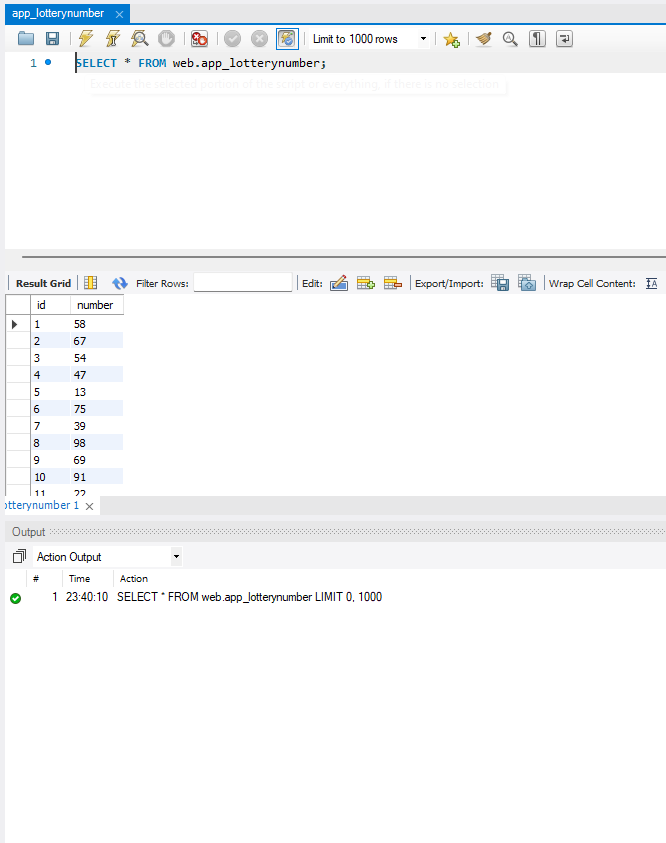 app_lotterynumber
Limit to 1000 rows
1 SELECT * FROM web.app_lotterynumber;
Execute the selected portion of the script or everything, if there is no selection
Result Grid Filter Rows: Edit: Export/Import: Wrap Cell Content: IA
id number
1 58
2 67
3 54
4 47
5 13
6 75
7 39
8 98
9 69
10 91
11 22
otterynumber 1
Output
Action Output
# Time Action
1 23:40:10 SELECT * FROM web.app_lotterynumber LIMIT 0, 1000